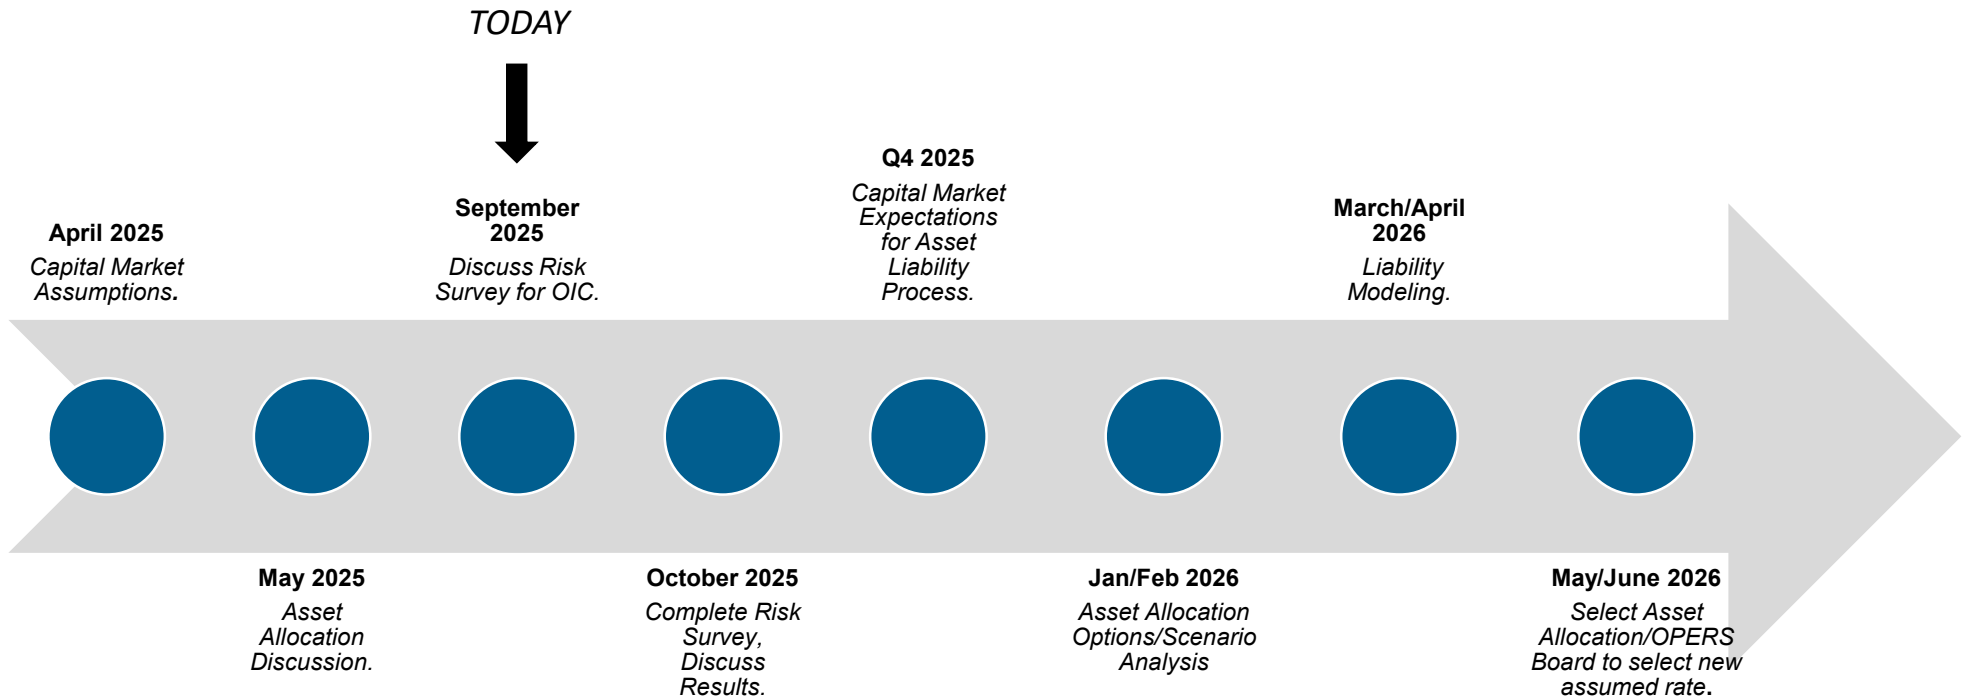 TODAY
April 2025
Capital Market
Assumptions.
September
2025
Discuss Risk
Survey for OIC.
Q4 2025
Capital Market
Expectations
for Asset
Liability
Process.
March/April
2026
Liability
Modeling.
May 2025
Asset
Allocation
Discussion.
October 2025
Complete Risk
Survey,
Discuss
Results.
Jan/Feb 2026
Asset Allocation
Options/Scenario
Analysis
May/June 2026
Select Asset
Allocation/OPERS
Board to select new
assumed rate.